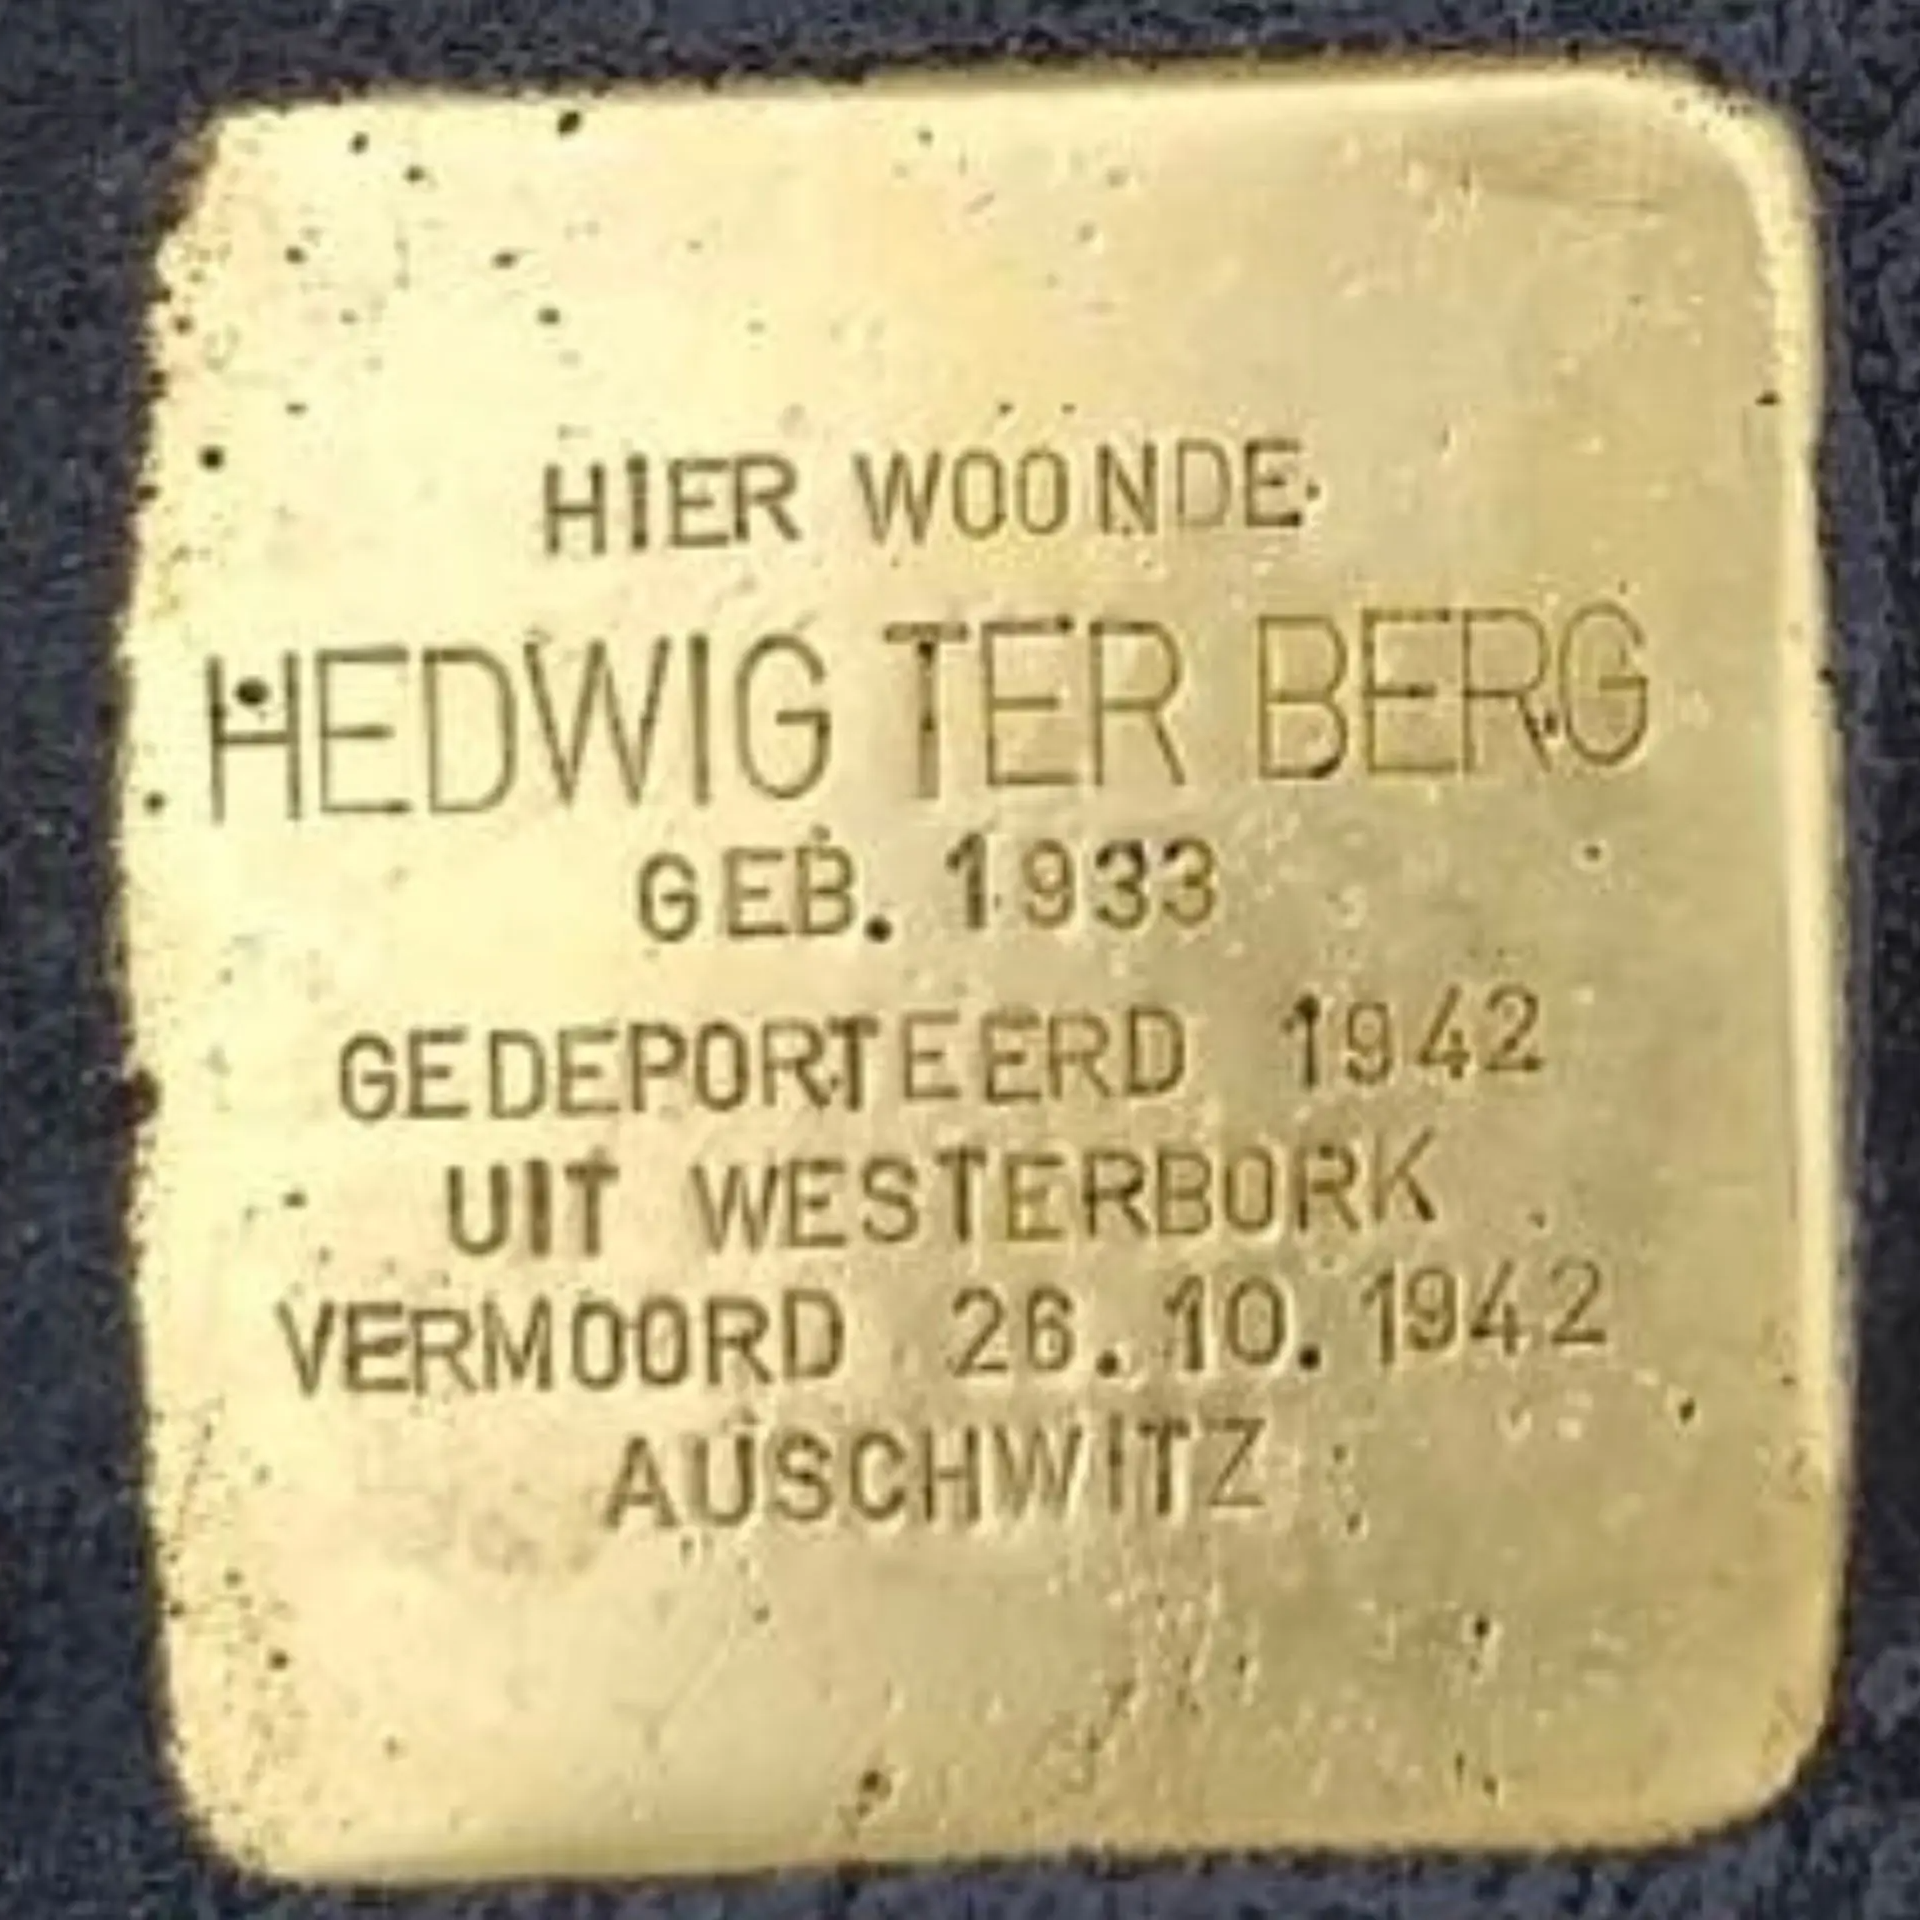 HIER WOONDE
HEDWIG TER BERG
GEB. 1933
GEDEPORTEERD 1942
UIT WESTERBORK
VERMOORD 26.10.1942
AUSCHWITZ